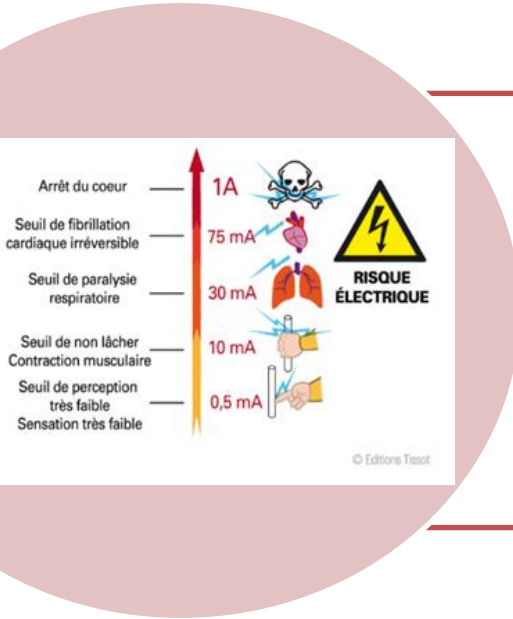 Arrêt du coeur
1A
Seuil de fibrillation
cardiaque irréversible
75 mA
Seuil de paralysie
respiratoire
30 mA
RISQUE
ÉLECTRIQUE
Seuil de non lâcher
Contraction musculaire
10 mA
Seuil de perception
très faible
Sensation très faible
0,5 mA
© Editions Tissot